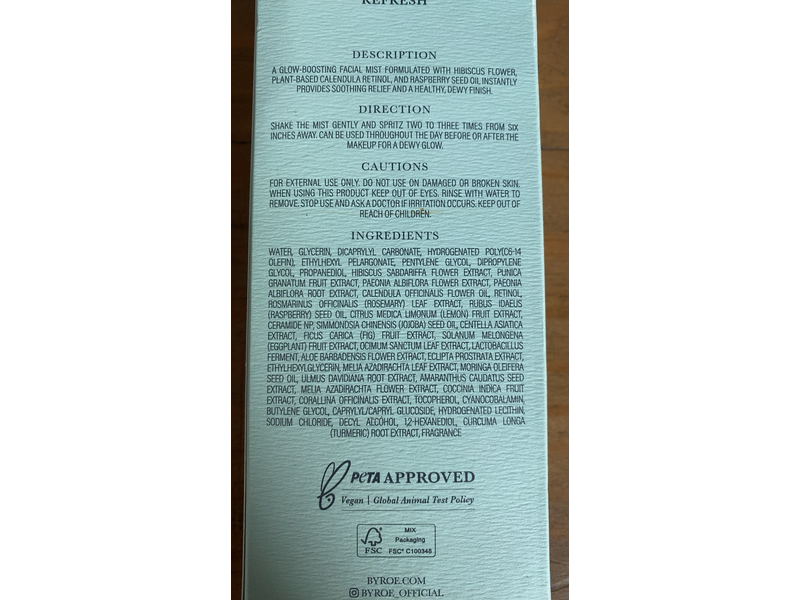 REFRESH
DESCRIPTION
A GLOW-BOOSTING FACIAL MIST FORMULATED WITH HIBISCUS FLOWER,
PLANT-BASED CALENDULA RETINOL, AND RASPBERRY SEED OIL INSTANTLY
PROVIDES SOOTHING RELIEF AND A HEALTHY, DEWY FINISH.
DIRECTION
SHAKE THE MIST GENTLY AND SPRITZ TWO TO THREE TIMES FROM SIX
INCHES AWAY. CAN BE USED THROUGHOUT THE DAY BEFORE OR AFTER THE
MAKEUP FOR A DEWY GLOW.
CAUTIONS
FOR EXTERNAL USE ONLY. DO NOT USE ON DAMAGED OR BROKEN SKIN.
WHEN USING THIS PRODUCT KEEP OUT OF EYES. RINSE WITH WATER TO
REMOVE. STOP USE AND ASK A DOCTOR IF IRRITATION OCCURS. KEEP OUT OF
REACH OF CHILDREN.
INGREDIENTS
WATER, GLYCERIN, DICAPRYLYL CARBONATE, HYDROGENATED POLY(C6-14
OLEFIN), ETHYLHEXYL PELARGONATE, PENTYLENE GLYCOL, DIPROPYLENE
GLYCOL, PROPANEDIOL, HIBISCUS SABDARIFFA FLOWER EXTRACT, PUNICA
GRANATUM FRUIT EXTRACT, PAEONIA ALBIFLORA FLOWER EXTRACT, PAEONIA
ALBIFLORA ROOT EXTRACT, CALENDULA OFFICINALIS FLOWER OIL, RETINOL,
ROSMARINUS OFFICINALIS (ROSEMARY) LEAF EXTRACT, RUBUS IDAEUS
(RASPBERRY) SEED OIL, CITRUS MEDICA LIMONUM (LEMON) FRUIT EXTRACT,
CERAMIDE NP, SIMMONDSIA CHINENSIS (JOJOBA) SEED OIL, CENTELLA ASIATICA
EXTRACT, FICUS CARICA (FIG) FRUIT EXTRACT, SOLANUM MELONGENA
(EGGPLANT) FRUIT EXTRACT, OCIMUM SANCTUM LEAF EXTRACT, LACTOBACILLUS
FERMENT, ALOE BARBADENSIS FLOWER EXTRACT, ECLIPTA PROSTRATA EXTRACT,
ETHYLHEXYLGLYCERIN, MELIA AZADIRACHTA LEAF EXTRACT, MORINGA OLEIFERA
SEED OIL, ULMUS DAVIDIANA ROOT EXTRACT, AMARANTHUS CAUDATUS SEED
EXTRACT, MELIA AZADIRACHTA FLOWER EXTRACT, COCCINIA INDICA FRUIT
EXTRACT, CORALLINA OFFICINALIS EXTRACT, TOCOPHEROL, CYANOCOBALAMIN,
BUTYLENE GLYCOL, CAPRYLYL/CAPRYL GLUCOSIDE, HYDROGENATED LECITHIN,
SODIUM CHLORIDE, DECYL ALCOHOL, 1,2-HEXANEDIOL, CURCUMA LONGA
(TURMERIC) ROOT EXTRACT, FRAGRANCE
PETA APPROVED
Vegan | Global Animal Test Policy
MIX
Packaging
FSC FSC® C100345
BYROE.COM
BYROE_OFFICIAL